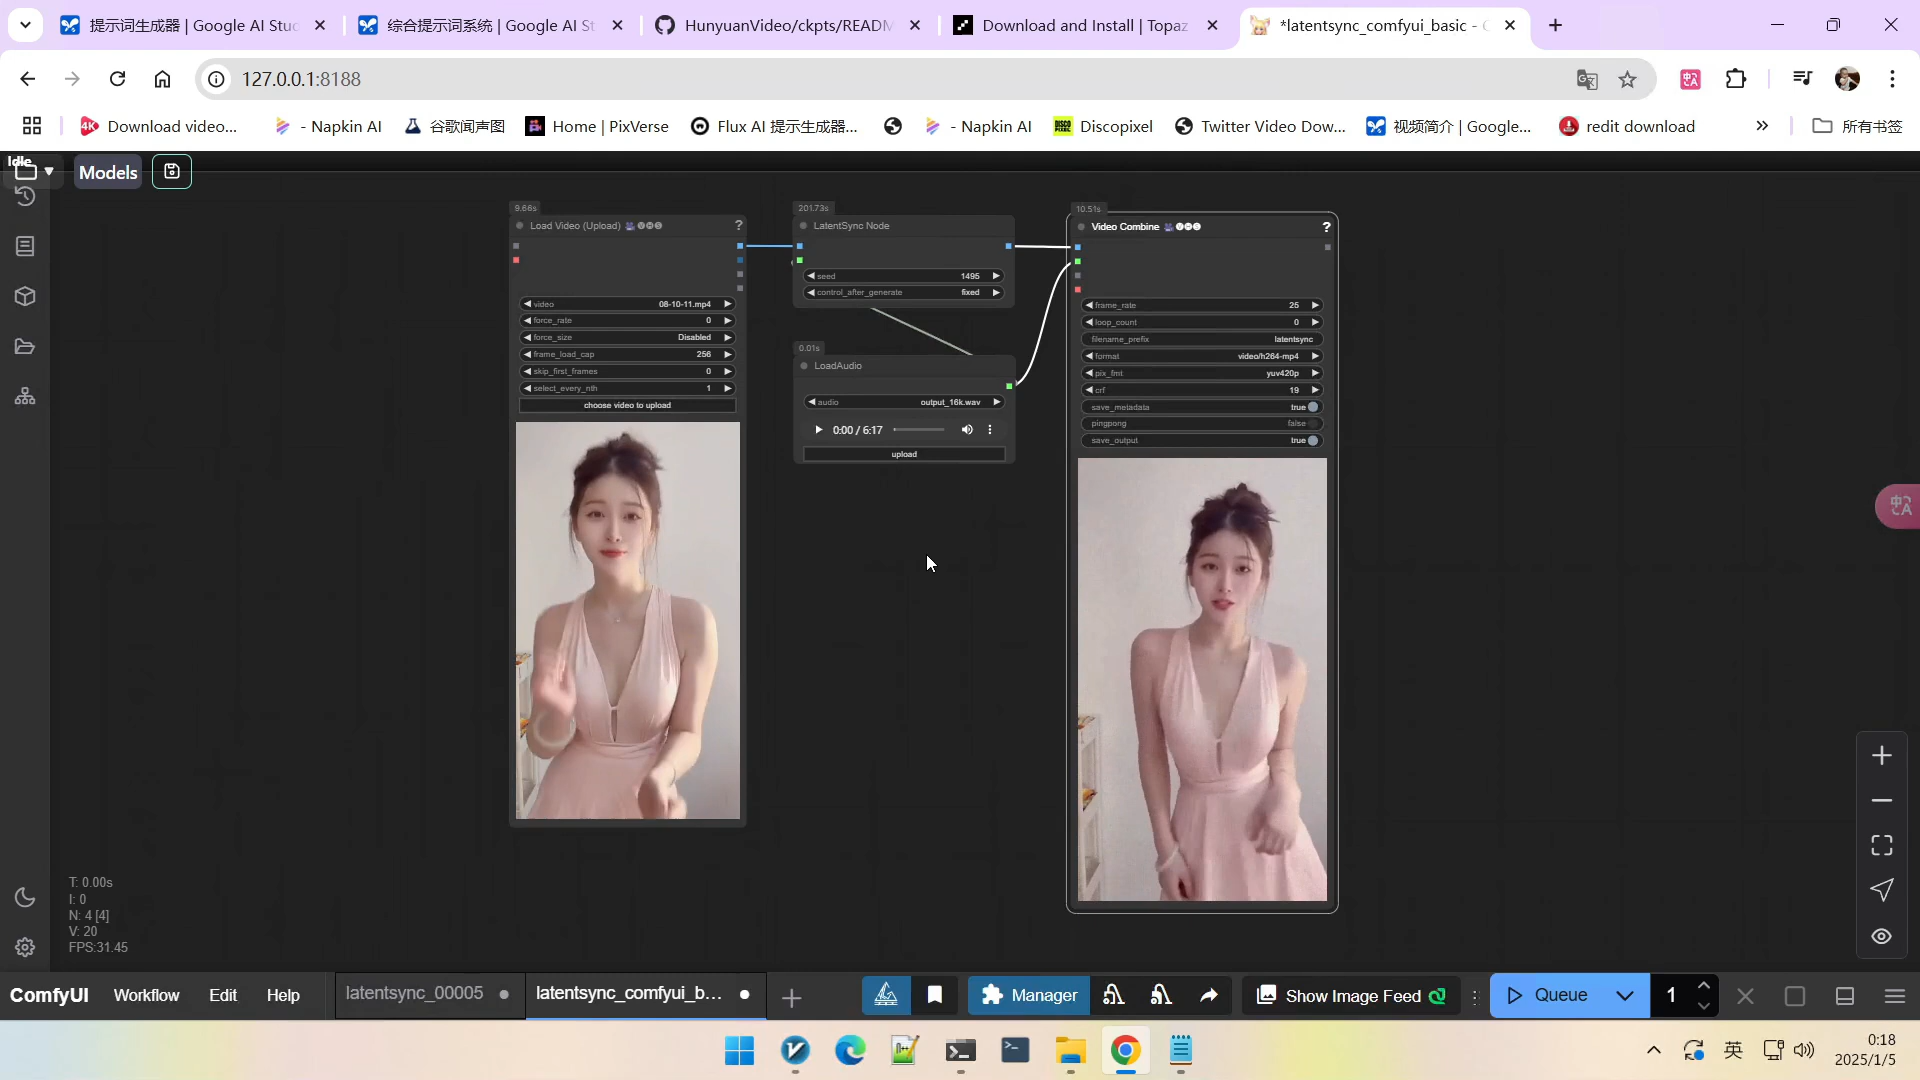 提示词生成器 | Google AI Stu
综合提示词系统 | Google AI St
HunyuanVideo/ckpts/READM
Download and Install | Topaz
*latentsync_comfyui_basic - C
127.0.0.1:8188
Download video...
- Napkin AI
谷歌闻声图
Home | PixVerse
Flux AI 提示生成器...
- Napkin AI
Discopixel
Twitter Video Dow...
视频简介 | Google...
redit download
所有书签
Idle
Models
9.66s
Load Video (Upload)
?
video 08-10-11.mp4
force_rate 0
force_size Disabled
frame_load_cap 256
skip_first_frames 0
select_every_nth 1
choose video to upload
201.73s
LatentSync Node
seed 1495
control_after_generate fixed
0.01s
LoadAudio
audio output_16k.wav
0:00 / 6:17
upload
10.51s
Video Combine
?
frame_rate 25
loop_count 0
filename_prefix latentsync
format video/h264-mp4
pix_fmt yuv420p
crf 19
save_metadata true
pingpong false
save_output true
T: 0.00s
I: 0
N: 4 [4]
V: 20
FPS:31.45
ComfyUI
Workflow
Edit
Help
latentsync_00005
latentsync_comfyui_b...
Manager
Show Image Feed
Queue
1
英
0:18
2025/1/5